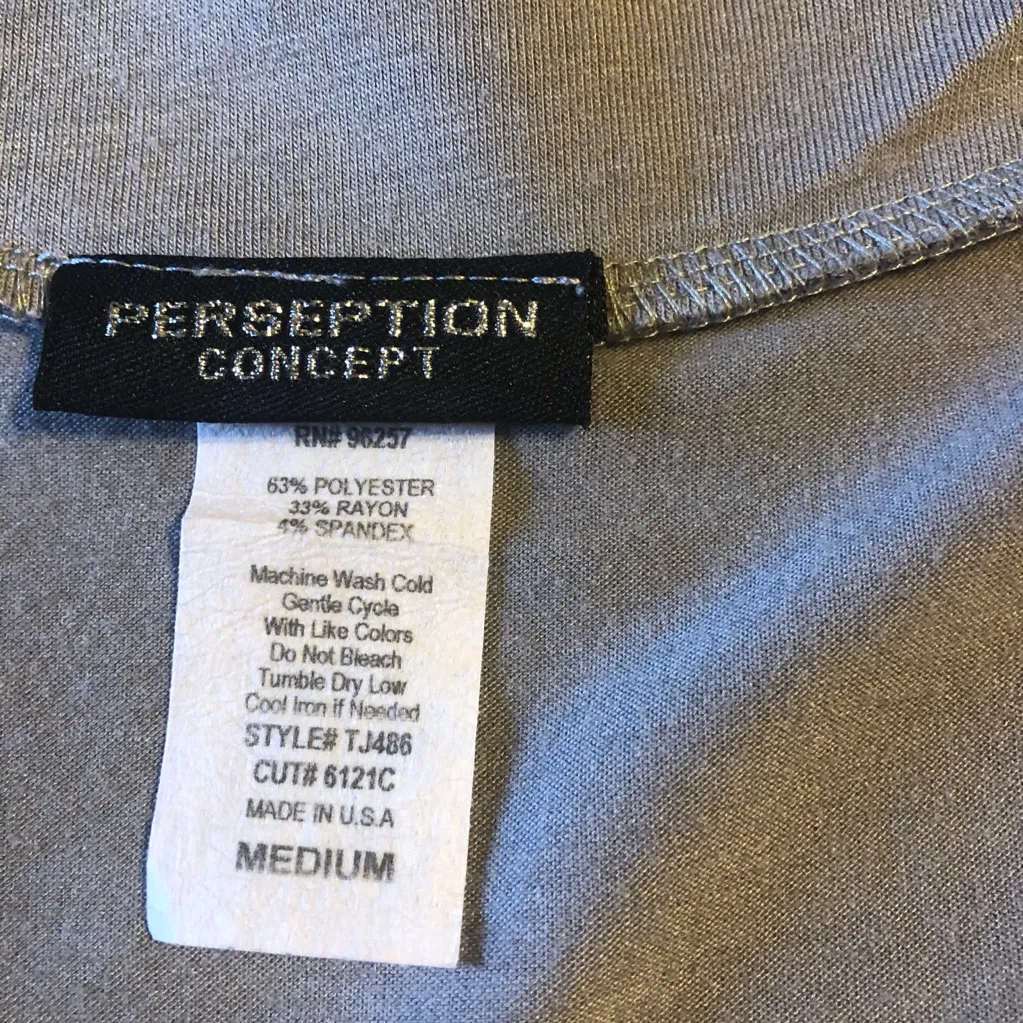 PERSEPTION
CONCEPT
RN# 96257
63% POLYESTER
33% RAYON
4% SPANDEX
Machine Wash Cold
Gentle Cycle
With Like Colors
Do Not Bleach
Tumble Dry Low
Cool Iron if Needed
STYLE# TJ486
CUT# 6121C
MADE IN U.S.A
MEDIUM